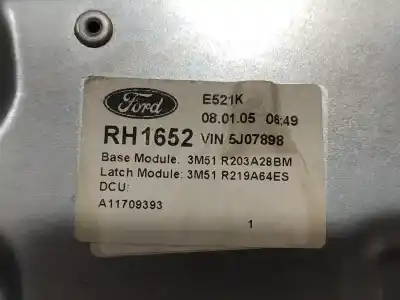 Ford
E521K
08.01.05 06:49
RH1652 VIN 5J07898
Base Module: 3M51 R203A28BM
Latch Module: 3M51 R219A64ES
DCU:
A11709393
1